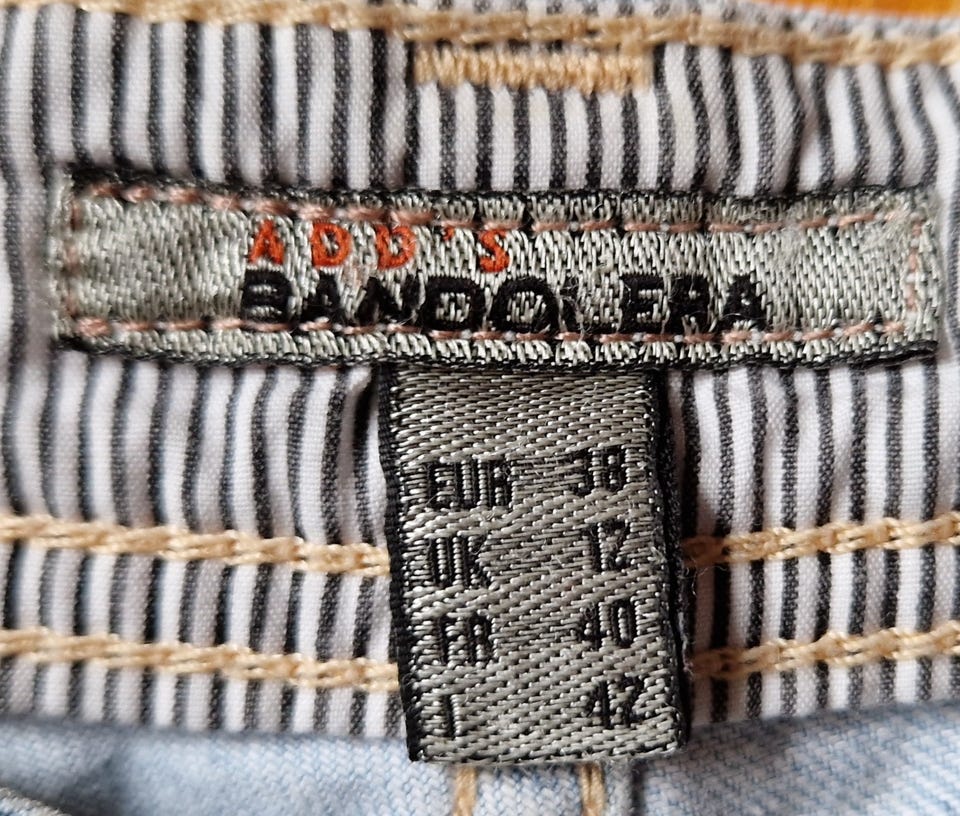 ADD'S
BANDOLERA
EUR 38
UK 12
FR 40
I 42